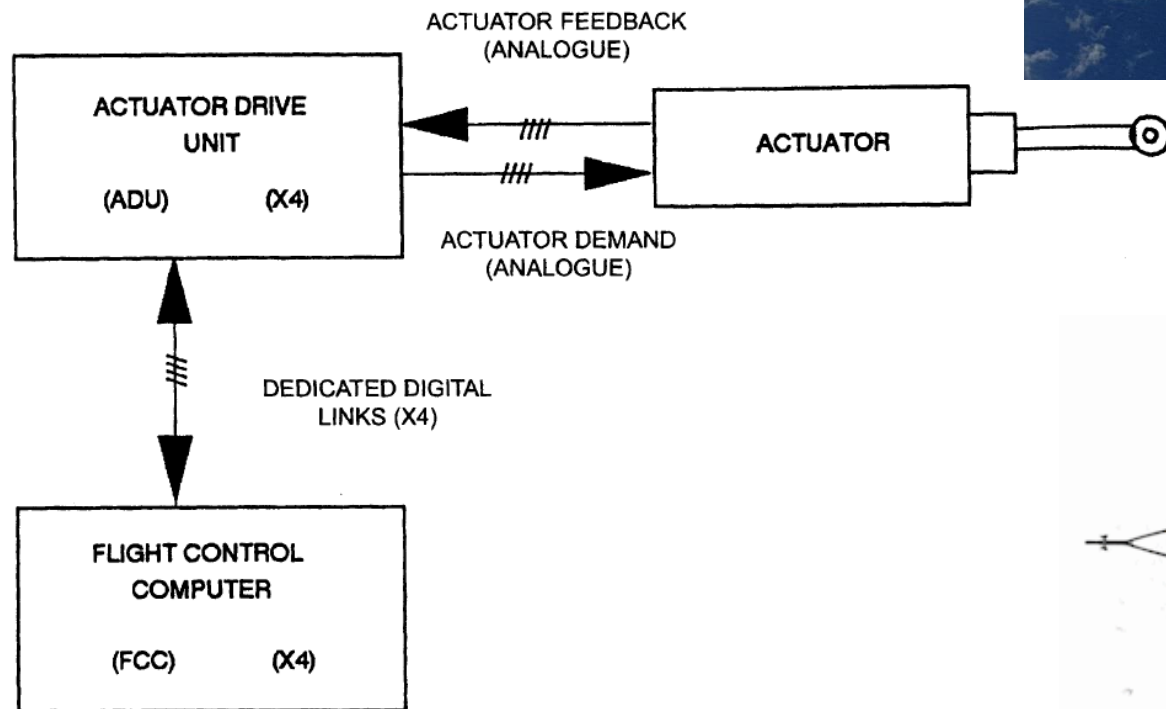 ACTUATOR FEEDBACK
(ANALOGUE)
ACTUATOR DRIVE
UNIT
(ADU) (X4)
ACTUATOR
ACTUATOR DEMAND
(ANALOGUE)
DEDICATED DIGITAL
LINKS (X4)
FLIGHT CONTROL
COMPUTER
(FCC) (X4)